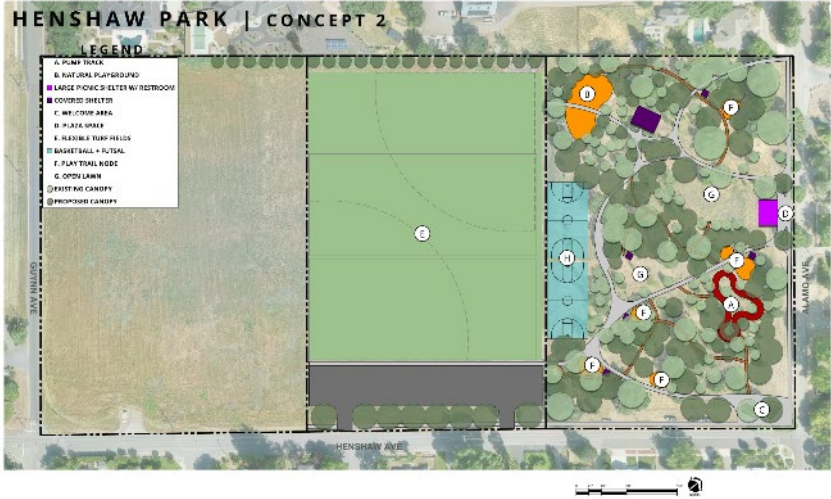 HENSHAW PARK | CONCEPT 2
LEGEND
A. PUMP TRACK
B. NATURAL PLAYGROUND
LARGE PICNIC SHELTER W/ RESTROOM
COVERED SHELTER
C. WELCOME AREA
D. PLAZA SPACE
E. FLEXIBLE TURF FIELDS
BASKETBALL + FUTSAL
F. PLAY TRAIL NODE
G. OPEN LAWN
EXISTING CANOPY
PROPOSED CANOPY
F
G
D
E
H
F
G
A
F
F
F
C
GUYNN AVE
ALAMO AVE
HENSHAW AVE